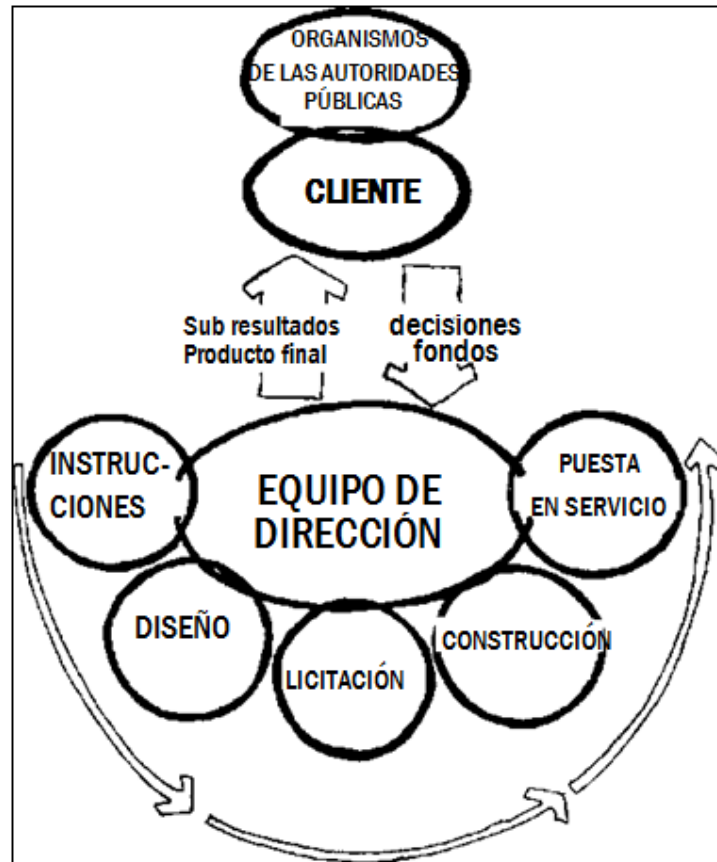 ORGANISMOS
DE LAS AUTORIDADES
PÚBLICAS
CLIENTE
Sub resultados
Producto final
decisiones
fondos
INSTRUC-
CIONES
EQUIPO DE
DIRECCIÓN
PUESTA
EN SERVICIO
DISEÑO
LICITACIÓN
CONSTRUCCIÓN